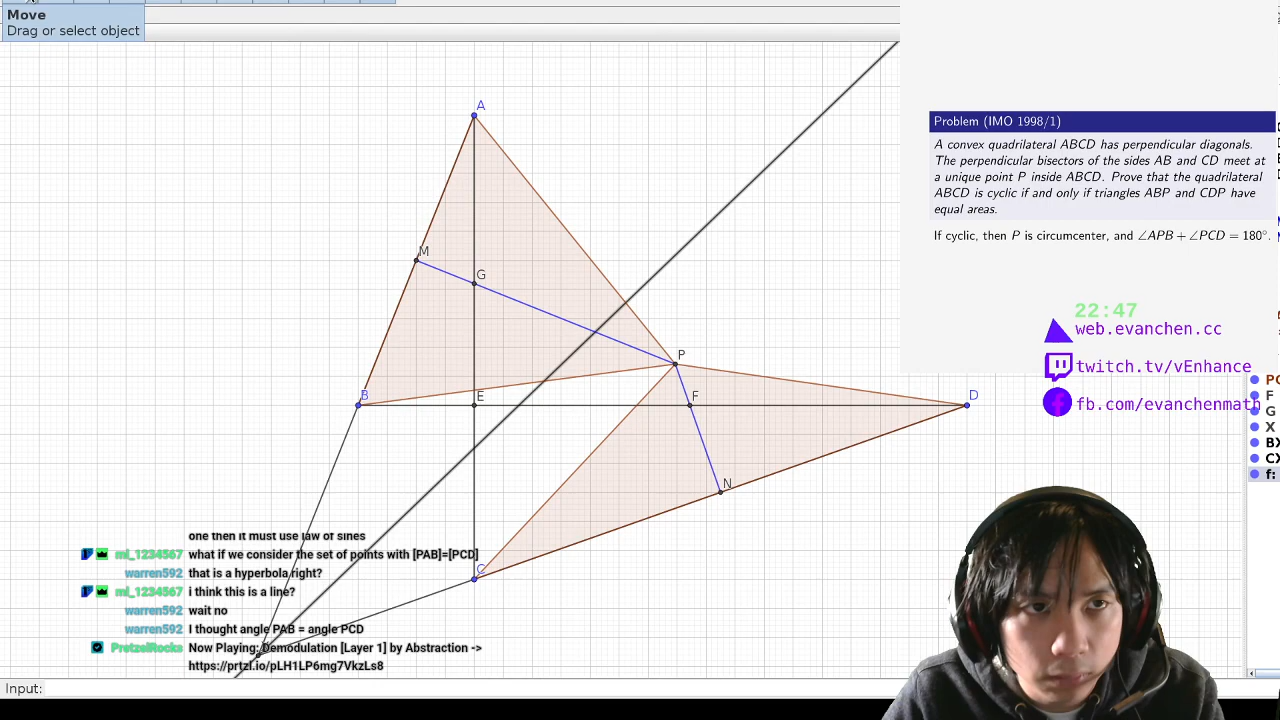 Move
Drag or select object
A
M
G
P
B
E
F
D
N
C
Problem (IMO 1998/1)
A convex quadrilateral ABCD has perpendicular diagonals.
The perpendicular bisectors of the sides AB and CD meet at
a unique point P inside ABCD. Prove that the quadrilateral
ABCD is cyclic if and only if triangles ABP and CDP have
equal areas.
If cyclic, then P is circumcenter, and ∠APB + ∠PCD = 180°.
22:47
web.evanchen.cc
twitch.tv/vEnhance
fb.com/evanchenmath
F
G
X
f:
one then it must use law of sines
ml_1234567 what if we consider the set of points with [PAB]=[PCD]
warren592 that is a hyperbola right?
ml_1234567 i think this is a line?
warren592 wait no
warren592 I thought angle PAB = angle PCD
PretzelRocks Now Playing: Demodulation [Layer 1] by Abstraction ->
https://prtzl.io/pLH1LP6mg7VkzLs8
Input: